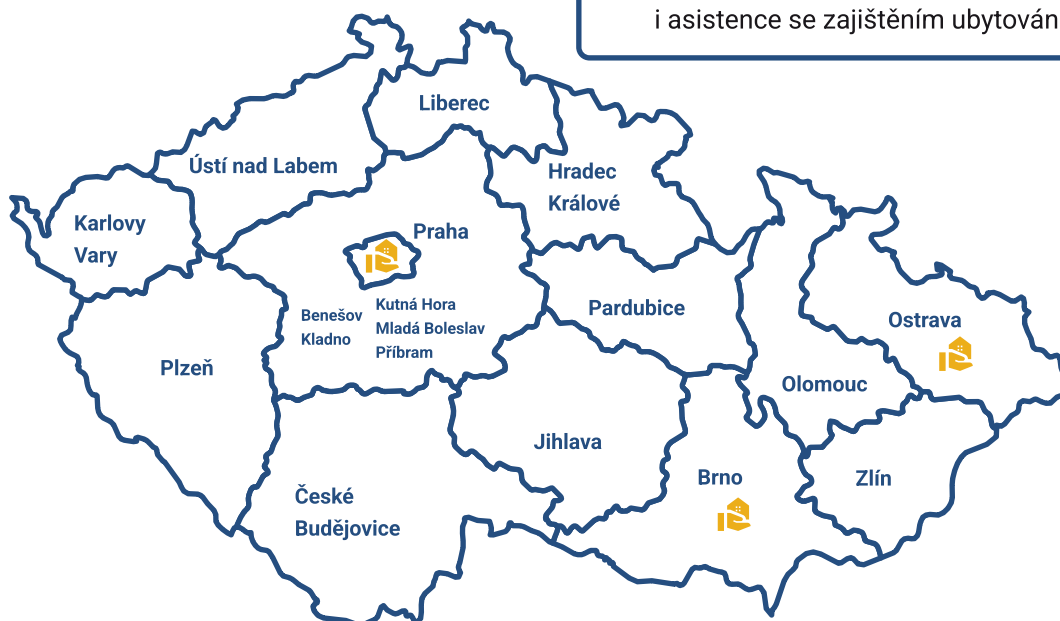 i asistence se zajištěním ubytován
Liberec
Ústí nad Labem
Hradec
Králové
Karlovy
Vary
Praha
Benešov
Kladno
Kutná Hora
Mladá Boleslav
Příbram
Pardubice
Ostrava
Plzeň
Olomouc
Jihlava
Brno
Zlín
České
Budějovice